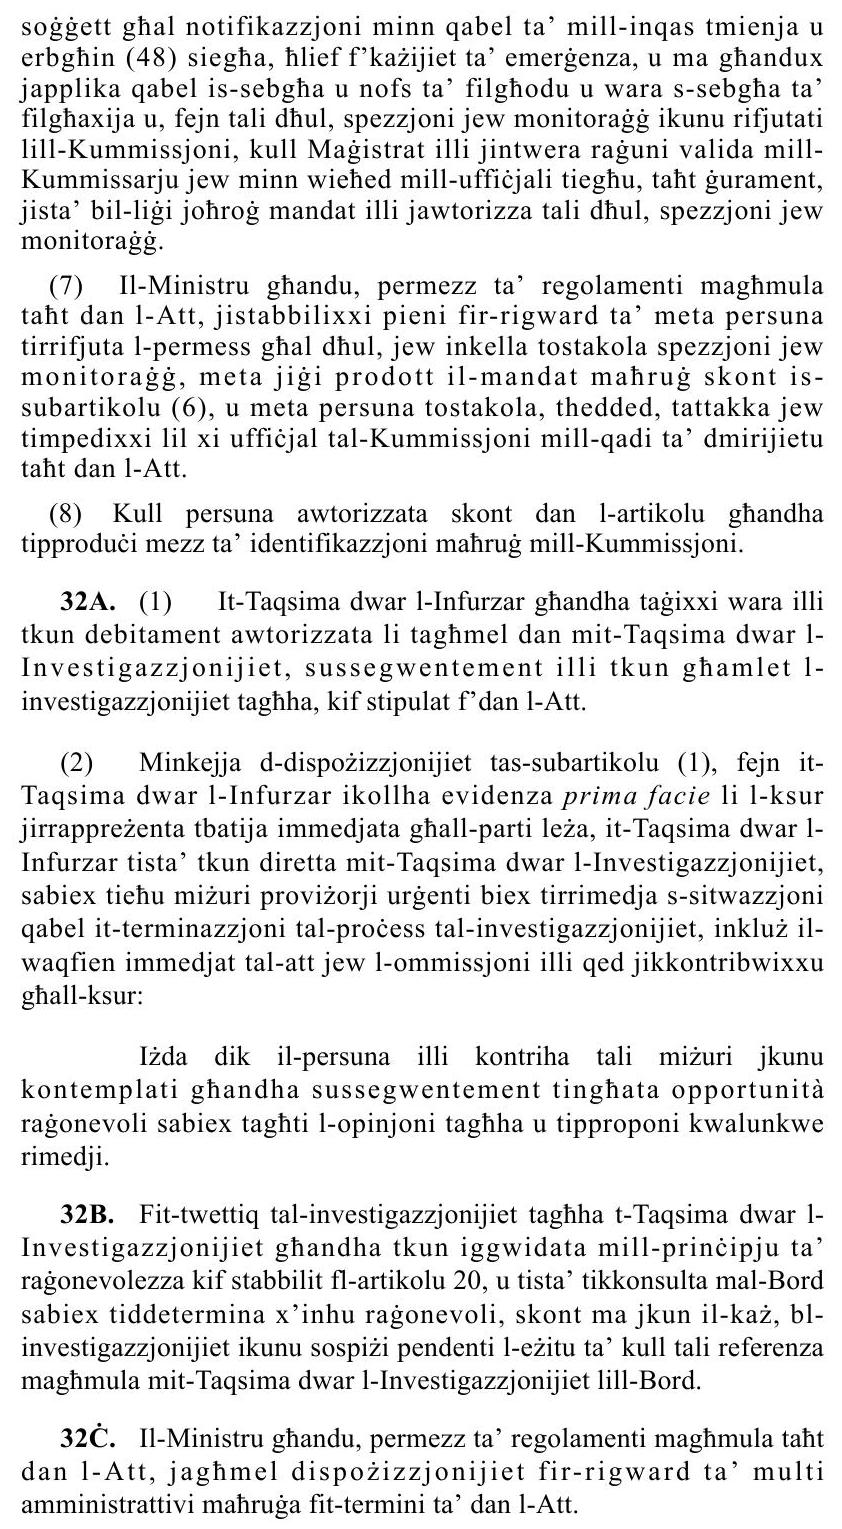 soġġett għal notifikazzjoni minn qabel ta’ mill-inqas tmienja u
erbgħin (48) siegħa, ħlief f’każijiet ta’ emerġenza, u ma għandux
japplika qabel is-sebgħa u nofs ta’ filgħodu u wara s-sebgħa ta’
filgħaxija u, fejn tali dħul, spezzjoni jew monitoraġġ ikunu rifjutati
lill-Kummissjoni, kull Maġistrat illi jintwera raġuni valida mill-
Kummissarju jew minn wieħed mill-uffiċjali tiegħu, taħt ġurament,
jista’ bil-liġi joħroġ mandat illi jawtorizza tali dħul, spezzjoni jew
monitoraġġ.
(7) Il-Ministru għandu, permezz ta’ regolamenti magħmula
taħt dan l-Att, jistabbilixxi pieni fir-rigward ta’ meta persuna
tirrifjuta l-permess għal dħul, jew inkella tostakola spezzjoni jew
monitoraġġ, meta jiġi prodott il-mandat maħruġ skont is-
subartikolu (6), u meta persuna tostakola, thedded, tattakka jew
timpedixxi lil xi uffiċjal tal-Kummissjoni mill-qadi ta’ dmirijietu
taħt dan l-Att.
(8) Kull persuna awtorizzata skont dan l-artikolu għandha
tipproduċi mezz ta’ identifikazzjoni maħruġ mill-Kummissjoni.
32A. (1) It-Taqsima dwar l-Infurzar għandha taġixxi wara illi
tkun debitament awtorizzata li tagħmel dan mit-Taqsima dwar l-
Investigazzjonijiet, sussegwentement illi tkun għamlet l-
investigazzjonijiet tagħha, kif stipulat f’dan l-Att.
(2) Minkejja d-dispożizzjonijiet tas-subartikolu (1), fejn it-
Taqsima dwar l-Infurzar ikollha evidenza prima facie li l-ksur
jirrappreżenta tbatija immedjata għall-parti leża, it-Taqsima dwar l-
Infurzar tista’ tkun diretta mit-Taqsima dwar l-Investigazzjonijiet,
sabiex tieħu miżuri proviżorji urġenti biex tirrimedja s-sitwazzjoni
qabel it-terminazzjoni tal-proċess tal-investigazzjonijiet, inkluż il-
waqfien immedjat tal-att jew l-ommissjoni illi qed jikkontribwixxu
għall-ksur:
Iżda dik il-persuna illi kontriha tali miżuri jkunu
kontemplati għandha sussegwentement tingħata opportunità
raġonevoli sabiex tagħti l-opinjoni tagħha u tipproponi kwalunkwe
rimedji.
32B. Fit-twettiq tal-investigazzjonijiet tagħha t-Taqsima dwar l-
Investigazzjonijiet għandha tkun iggwidata mill-prinċipju ta’
raġonevolezza kif stabbilit fl-artikolu 20, u tista’ tikkonsulta mal-Bord
sabiex tiddetermina x’inhu raġonevoli, skont ma jkun il-każ, bl-
investigazzjonijiet ikunu sospiżi pendenti l-eżitu ta’ kull tali referenza
magħmula mit-Taqsima dwar l-Investigazzjonijiet lill-Bord.
32Ċ. Il-Ministru għandu, permezz ta’ regolamenti magħmula taħt
dan l-Att, jagħmel dispożizzjonijiet fir-rigward ta’ multi
amministrattivi maħruġa fit-termini ta’ dan l-Att.